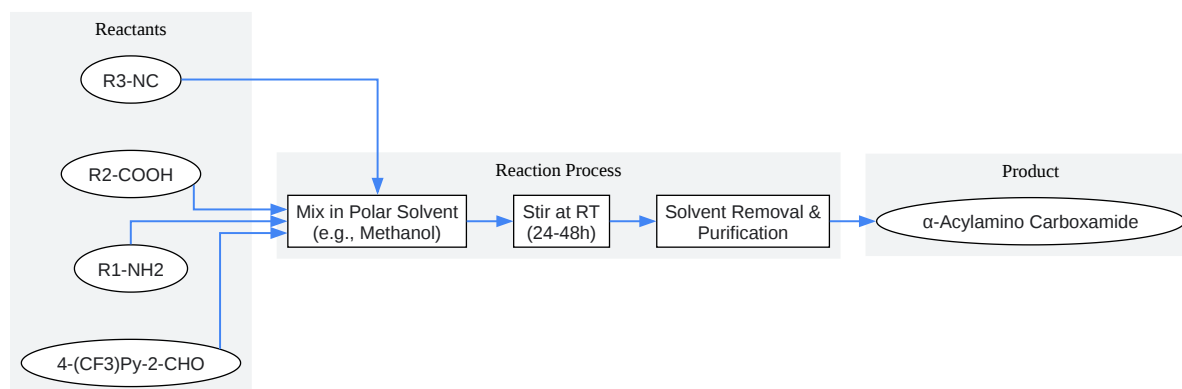 Reactants
R3-NC
R2-COOH
R1-NH2
4-(CF3)Py-2-CHO
Reaction Process
Mix in Polar Solvent
(e.g., Methanol)
Stir at RT
(24-48h)
Solvent Removal &
Purification
Product
α-Acylamino Carboxamide